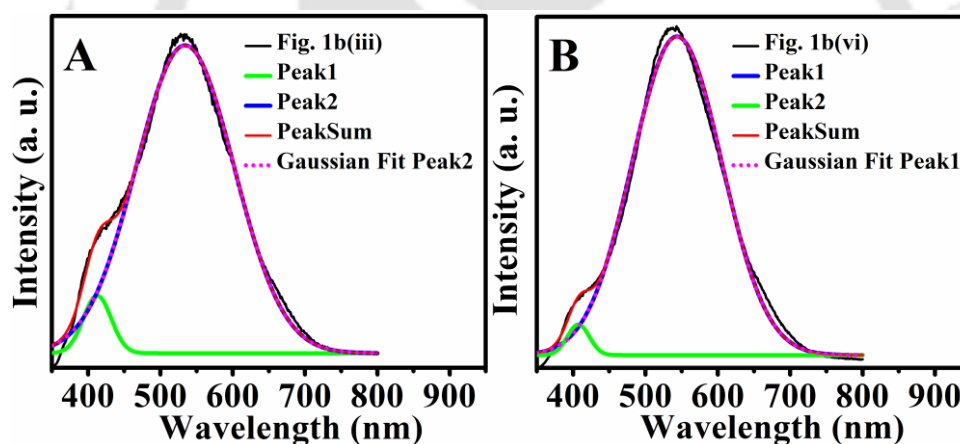 A
Fig. 1b(iii)
Peak1
Peak2
PeakSum
Gaussian Fit Peak2
Intensity (a. u.)
400 500 600 700 800 900
Wavelength (nm)
B
Fig. 1b(vi)
Peak1
Peak2
PeakSum
Gaussian Fit Peak1
Intensity (a. u.)
400 500 600 700 800 900
Wavelength (nm)